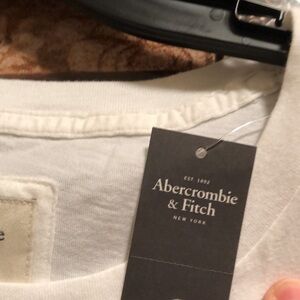 EST. 1892
Abercrombie
& Fitch
NEW YORK
e